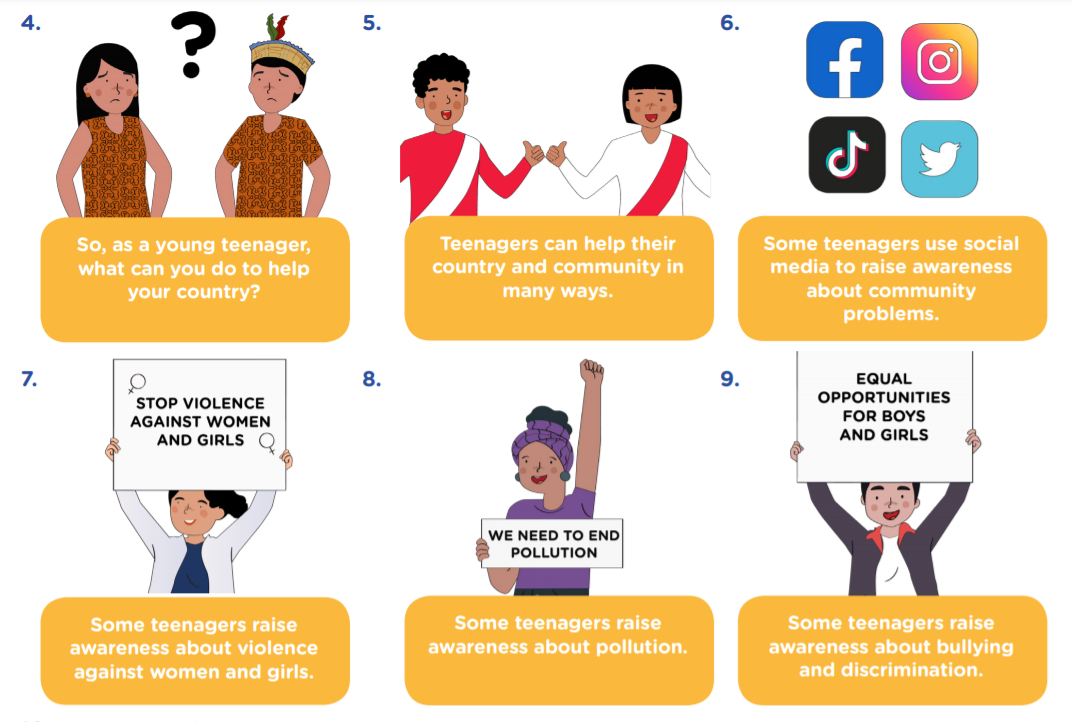 4.
?
So, as a young teenager,
what can you do to help
your country?
5.
Teenagers can help their
country and community in
many ways.
6.
Some teenagers use social
media to raise awareness
about community
problems.
7.
STOP VIOLENCE
AGAINST WOMEN
AND GIRLS
Some teenagers raise
awareness about violence
against women and girls.
8.
WE NEED TO END
POLLUTION
Some teenagers raise
awareness about pollution.
9.
EQUAL
OPPORTUNITIES
FOR BOYS
AND GIRLS
Some teenagers raise
awareness about bullying
and discrimination.